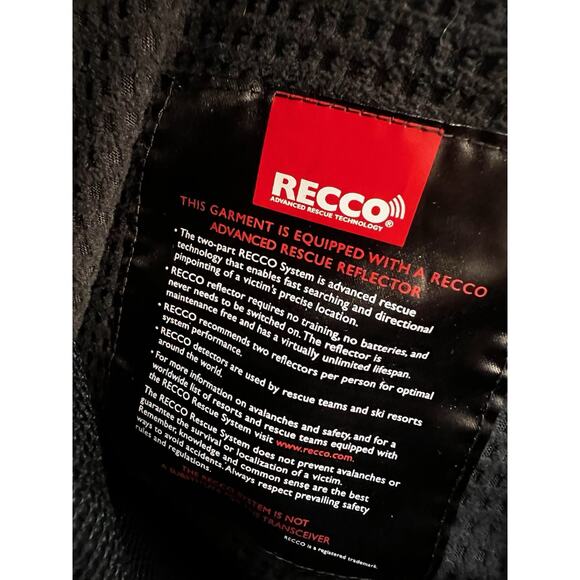 RECCO
ADVANCED RESCUE TECHNOLOGY ®
THIS GARMENT IS EQUIPPED WITH A RECCO
ADVANCED RESCUE REFLECTOR
• The two-part RECCO System is advanced rescue
technology that enables fast searching and directional
pinpointing of a victim's precise location.
• RECCO reflector requires no training, no batteries, and
never needs to be switched on. The reflector is
maintenance free and has a virtually unlimited lifespan.
• RECCO recommends two reflectors per person for optimal
system performance.
• RECCO detectors are used by rescue teams and ski resorts
around the world.
• For more information on avalanches and safety, and for a
worldwide list of resorts and rescue teams equipped with
the RECCO Rescue System visit www.recco.com.
The RECCO Rescue System does not prevent avalanches or
guarantee the survival or localization of a victim.
Remember, knowledge and common sense are the best
ways to avoid accidents. Always respect prevailing safety
rules and regulations.
THE RECCO SYSTEM IS NOT
A TRANSCEIVER
RECCO is a registered trademark.